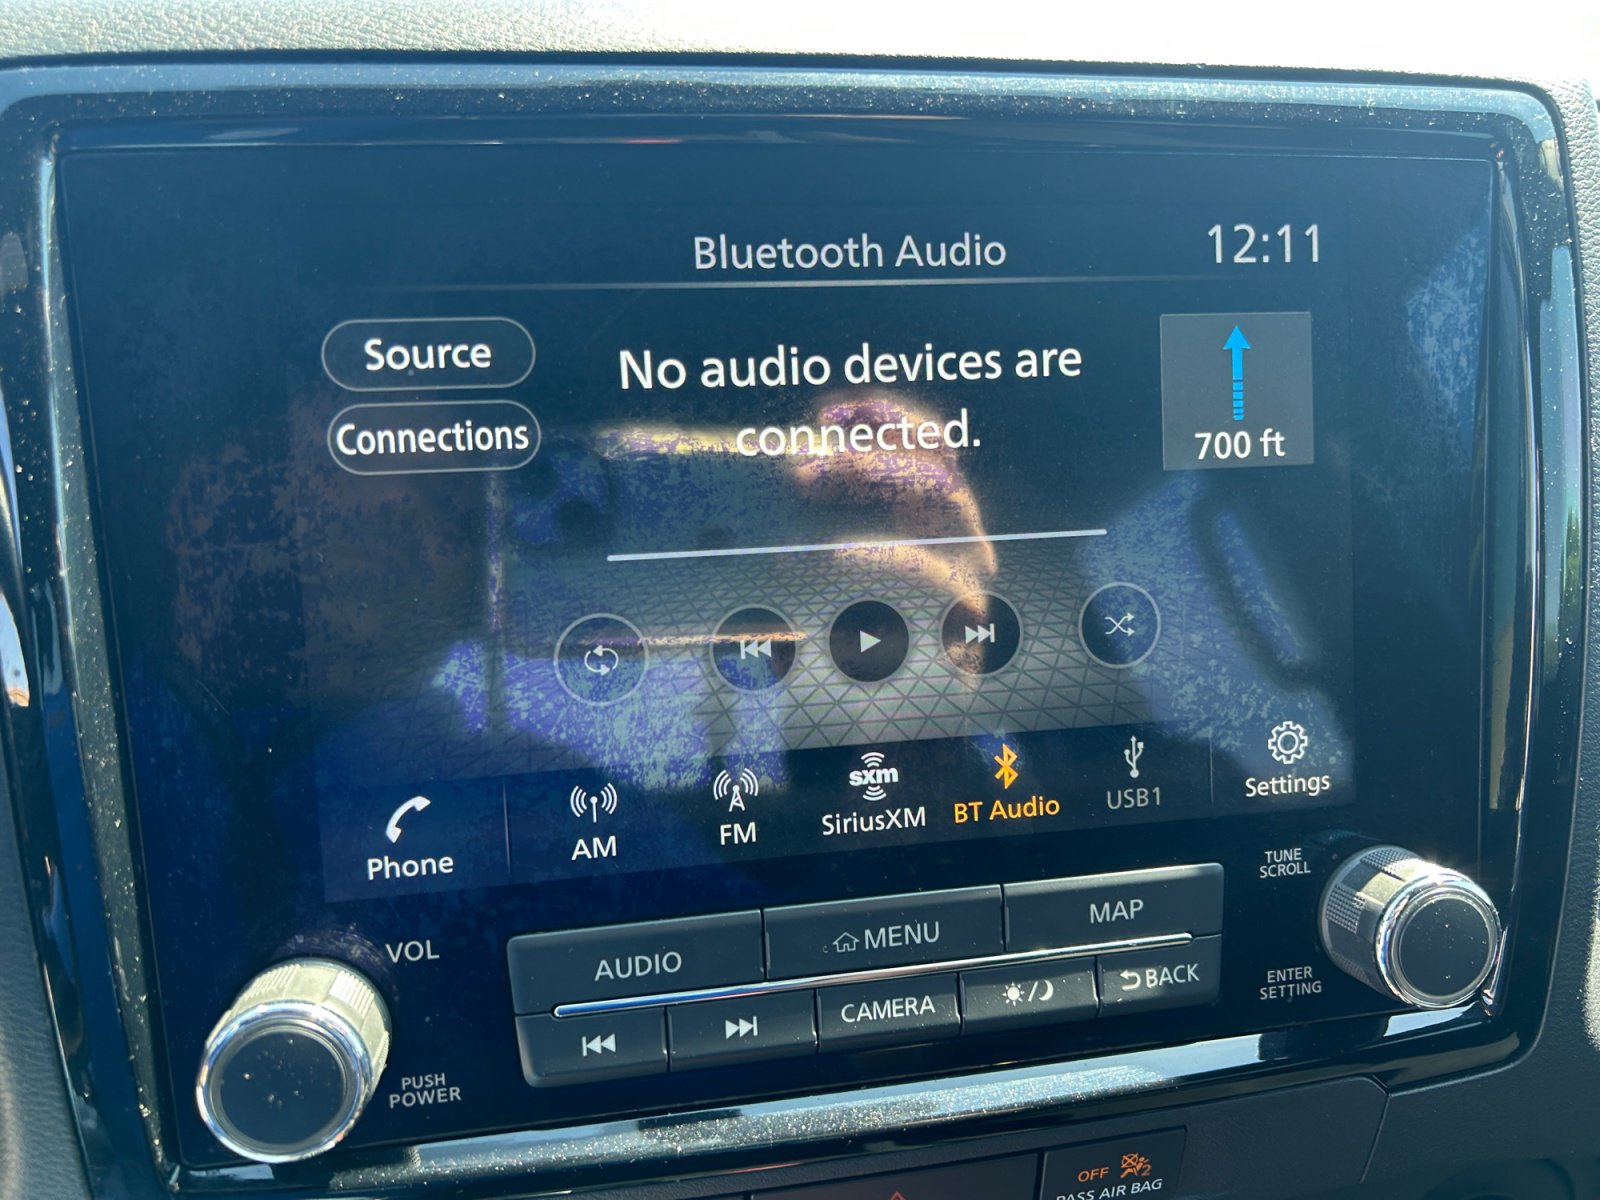 Bluetooth Audio
12:11
Source
No audio devices are
connected.
Connections
700 ft
Phone
AM
FM
sxm
SiriusXM
BT Audio
USB1
Settings
VOL
PUSH
POWER
AUDIO
MENU
MAP
CAMERA
BACK
TUNE
SCROLL
ENTER
SETTING
OFF
2
PASS AIR BAG